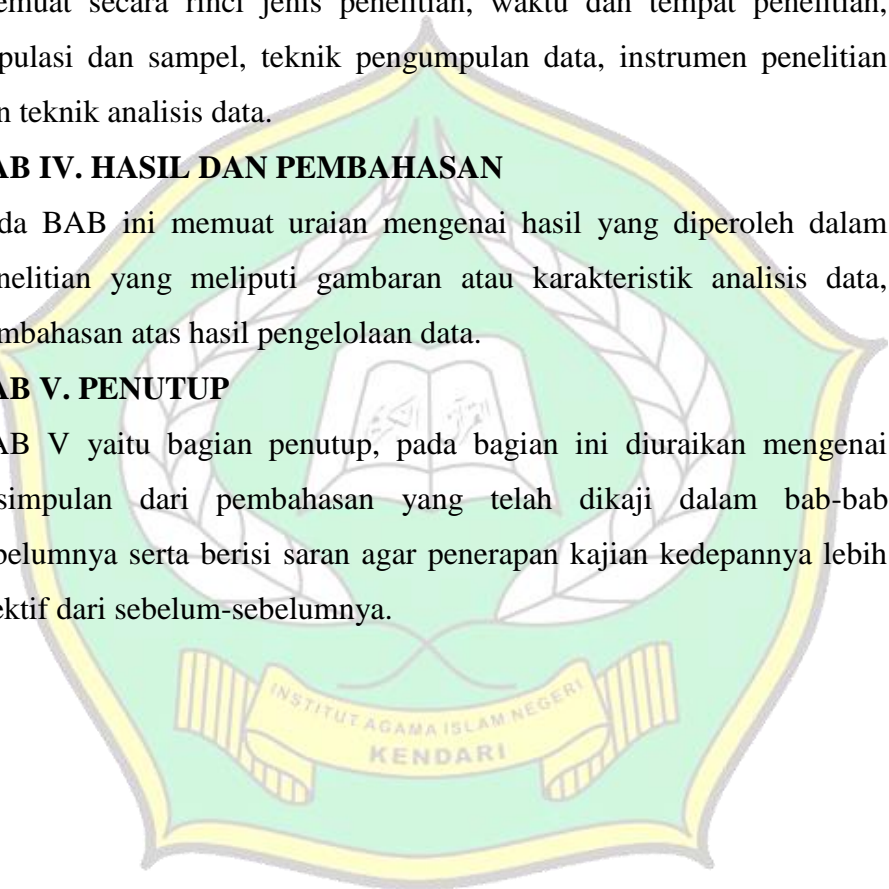 emuat secara rinci jenis penelitian, waktu dan tempat penelitian,
pulasi dan sampel, teknik pengumpulan data, instrumen penelitian
n teknik analisis data.
AB IV. HASIL DAN PEMBAHASAN
da BAB ini memuat uraian mengenai hasil yang diperoleh dalam
nelitian yang meliputi gambaran atau karakteristik analisis data,
mbahasan atas hasil pengelolaan data.
AB V. PENUTUP
AB V yaitu bagian penutup, pada bagian ini diuraikan mengenai
simpulan dari pembahasan yang telah dikaji dalam bab-bab
belumnya serta berisi saran agar penerapan kajian kedepannya lebih
ektif dari sebelum-sebelumnya.
INSTITUT AGAMA ISLAM NEGERI
KENDARI